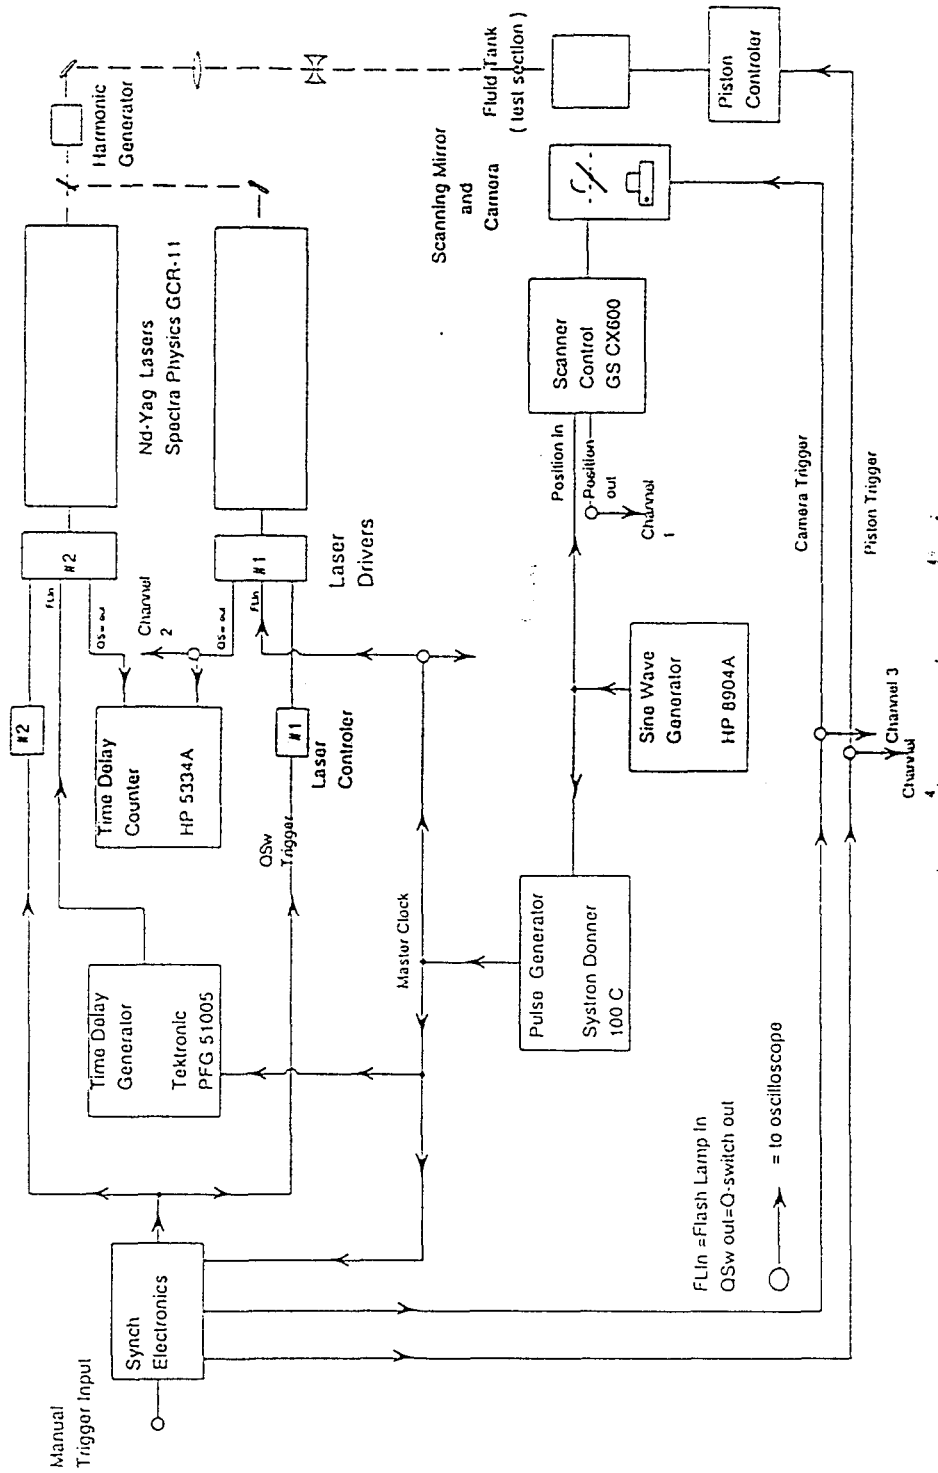 Manual
Trigger Input
Synch
Electronics
Time Delay
Generator
Tektronic
PFG 51005
Time Delay
Counter
HP 5334A
#2
#2
FLIn
Channel
2
QSw
Trigger
#1
Laser
Controler
#1
FLIn
Laser
Drivers
Nd-Yag Lasers
Spectra Physics GCR-11
Harmonic
Generator
Master Clock
Pulse Generator
Systron Donner
100 C
Sine Wave
Generator
HP 8904A
Position In
Position
out
Channel
1
Scanner
Control
GS CX600
Scanning Mirror
and
Camera
Fluid Tank
( test section )
Piston
Controler
Camera Trigger
Piston Trigger
Channel 3
Channel
4
FLIn =Flash Lamp In
QSw out=Q-switch out
= to oscilloscope